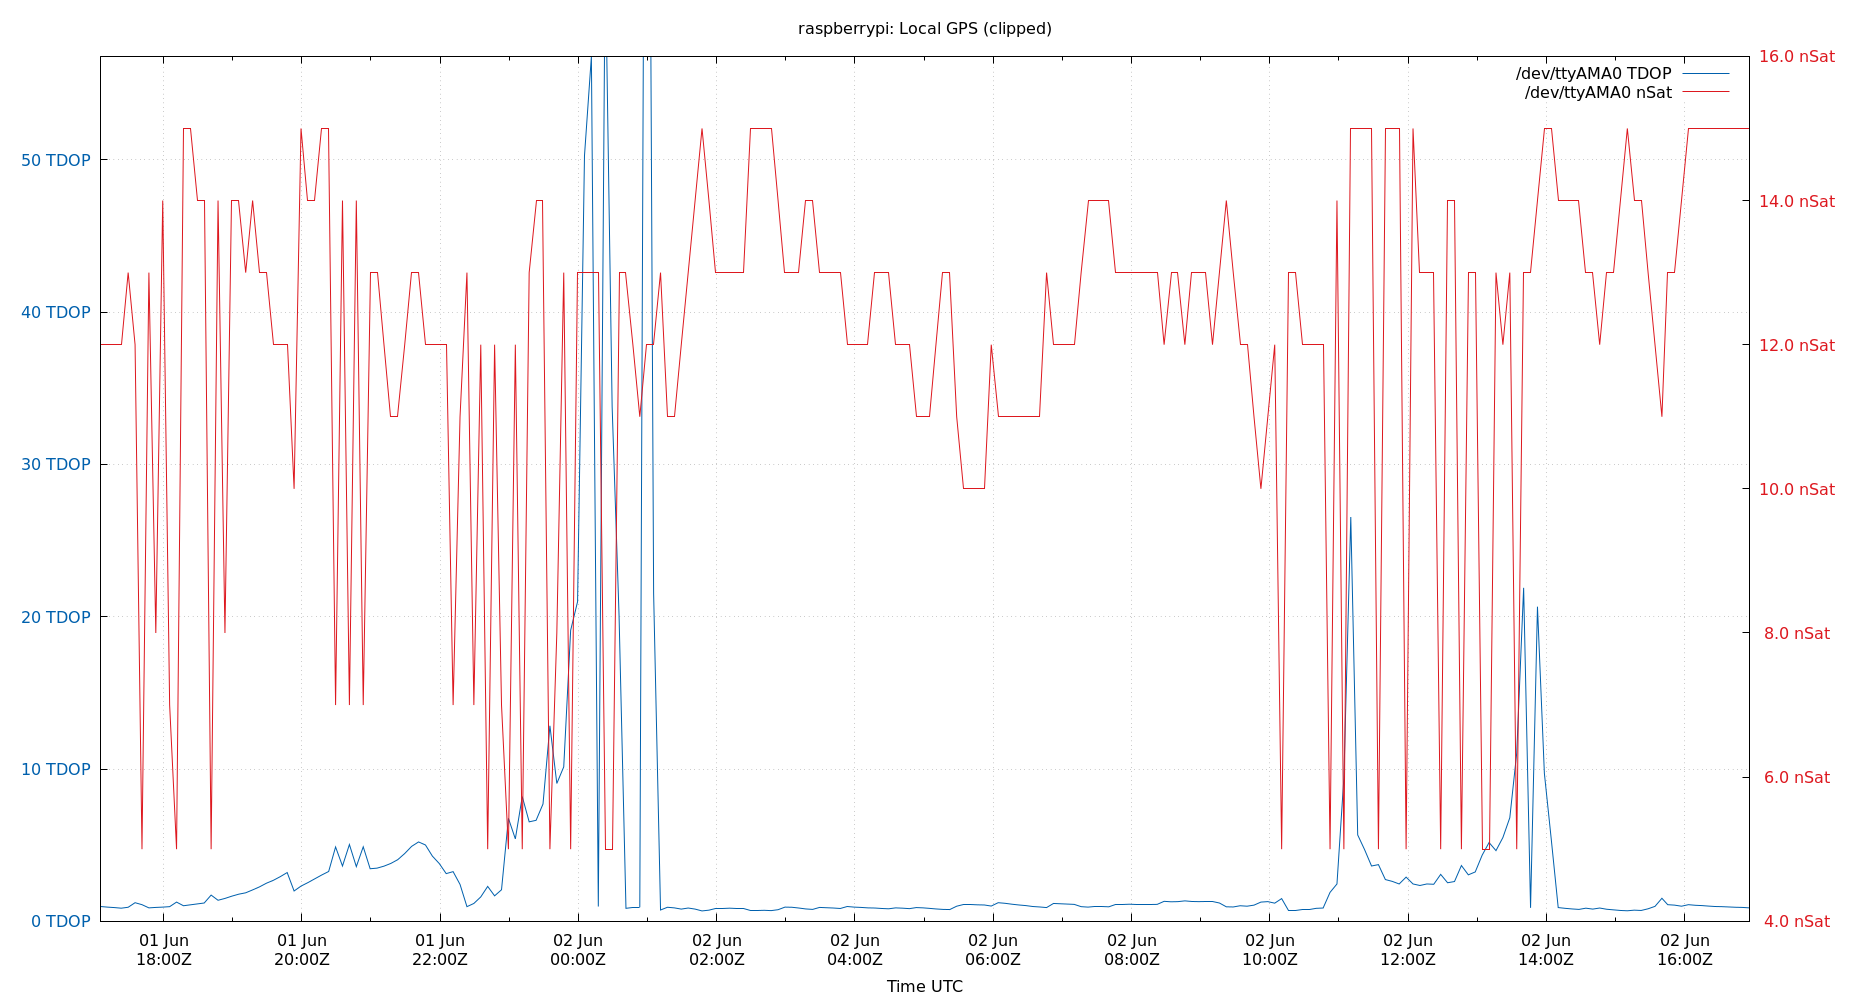 raspberrypi: Local GPS (clipped)
16.0 nSat
/dev/ttyAMA0 TDOP
/dev/ttyAMA0 nSat
50 TDOP
14.0 nSat
40 TDOP
12.0 nSat
30 TDOP
10.0 nSat
20 TDOP
8.0 nSat
10 TDOP
6.0 nSat
0 TDOP
4.0 nSat
01 Jun 01 Jun 01 Jun 02 Jun 02 Jun 02 Jun 02 Jun 02 Jun 02 Jun 02 Jun 02 Jun 02 Jun
18:00Z 20:00Z 22:00Z 00:00Z 02:00Z 04:00Z 06:00Z 08:00Z 10:00Z 12:00Z 14:00Z 16:00Z
Time UTC